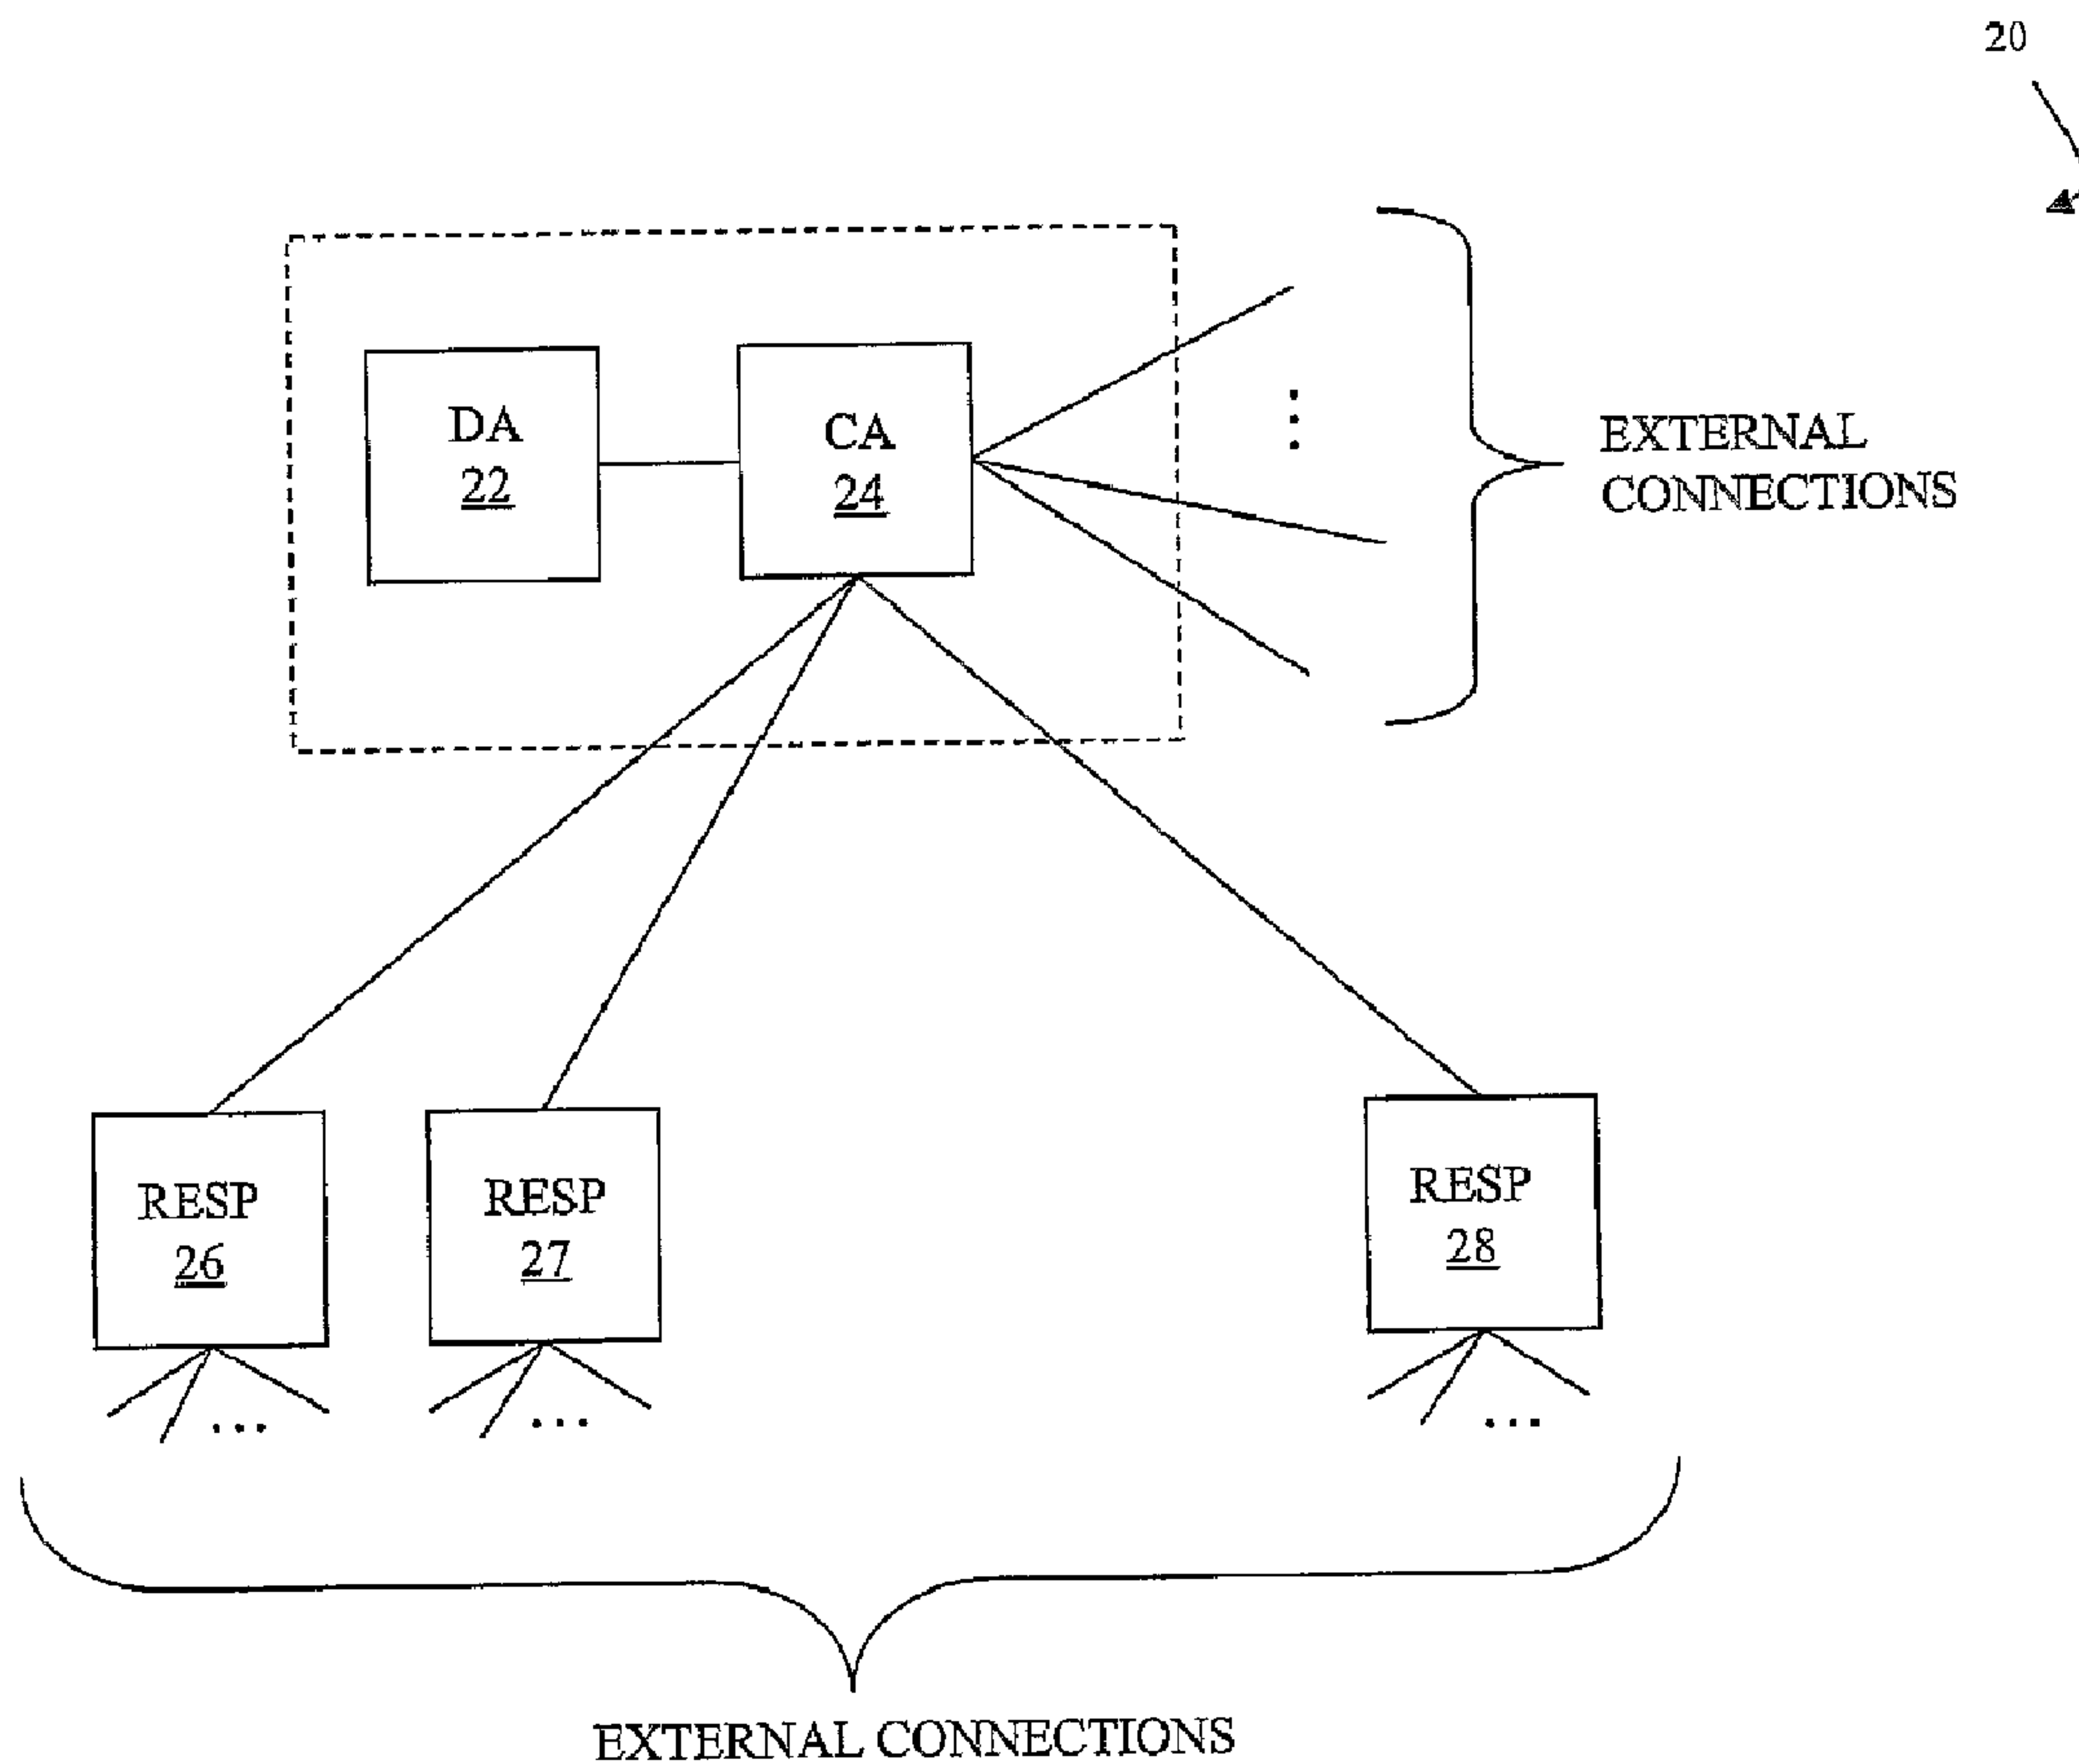 20
DA
22
CA
24
EXTERNAL
CONNECTIONS
RESP
26
RESP
27
RESP
28
EXTERNAL CONNECTIONS